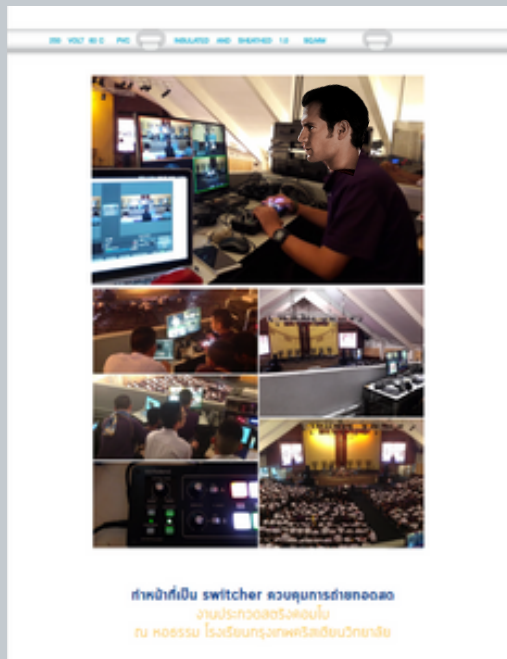 VOLT 80 C PVC INSULATED AND SHEATHED 1.0 SQ.MM
ทำหน้าที่เป็น switcher ควบคุมการถ่ายทอดสด
งานประกวดสตริงคอมโบ
ณ หอธรรม โรงเรียนกรุงเทพคริสเตียนวิทยาลัย